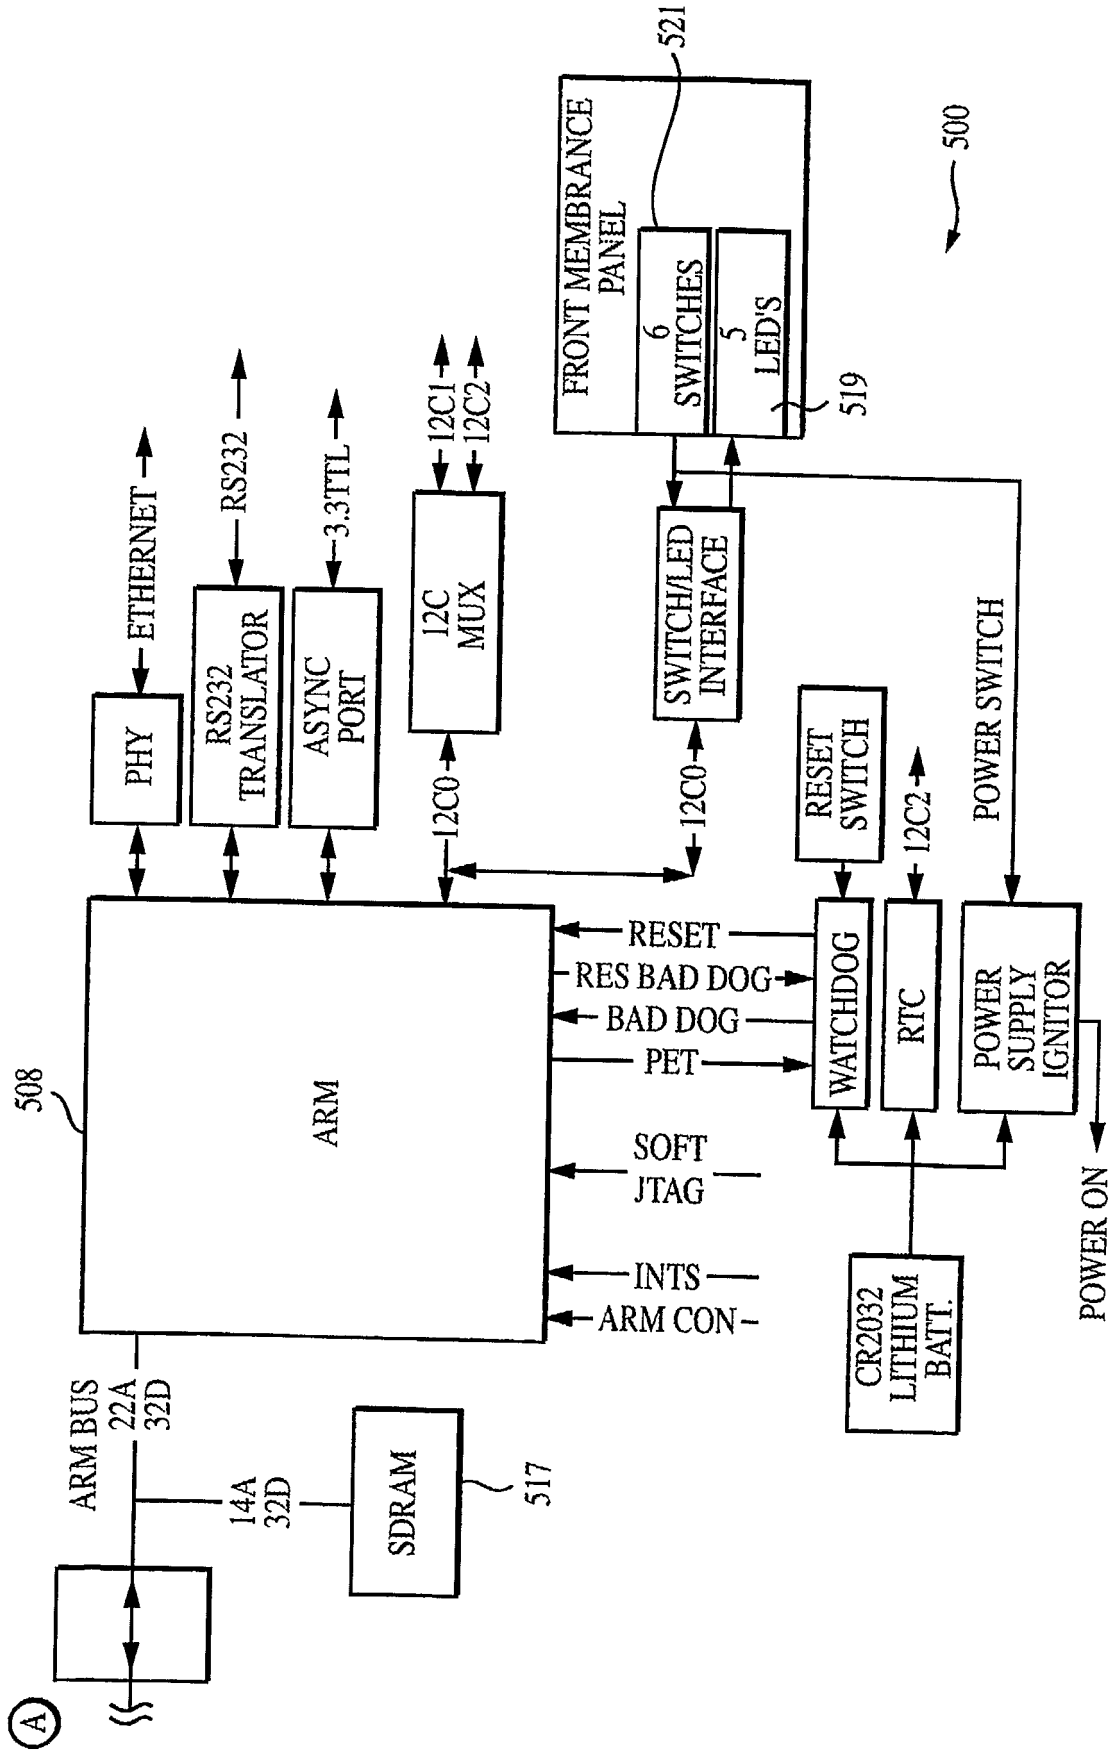 A
ARM BUS
22A
32D
14A
32D
SDRAM
517
508
ARM
PHY
ETHERNET
RS232
TRANSLATOR
RS232
ASYNC
PORT
3.3TTL
12C0
12C
MUX
12C1
12C2
12C0
SWITCH/LED
INTERFACE
FRONT MEMBRANCE
PANEL
6
SWITCHES
5
LED'S
521
519
500
RESET
RES BAD DOG
BAD DOG
PET
SOFT
JTAG
INTS
ARM CON
WATCHDOG
RESET
SWITCH
RTC
12C2
POWER
SUPPLY
IGNITOR
POWER SWITCH
POWER ON
CR2032
LITHIUM
BATT.